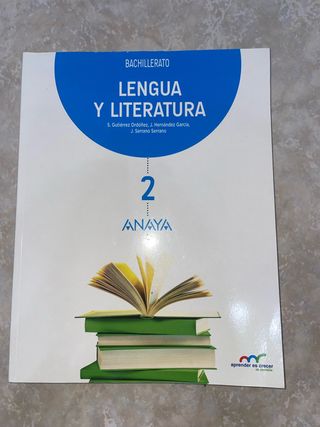 BACHILLERATO
LENGUA
Y LITERATURA
S. Gutiérrez Ordóñez, J. Hernández García,
J. Serrano Serrano
2
ANAYA
aprender es crecer